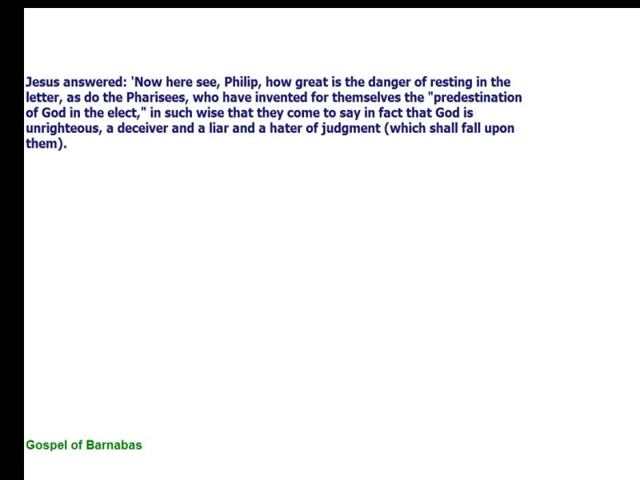 Jesus answered: 'Now here see, Philip, how great is the danger of resting in the
letter, as do the Pharisees, who have invented for themselves the "predestination
of God in the elect," in such wise that they come to say in fact that God is
unrighteous, a deceiver and a liar and a hater of judgment (which shall fall upon
them).
Gospel of Barnabas